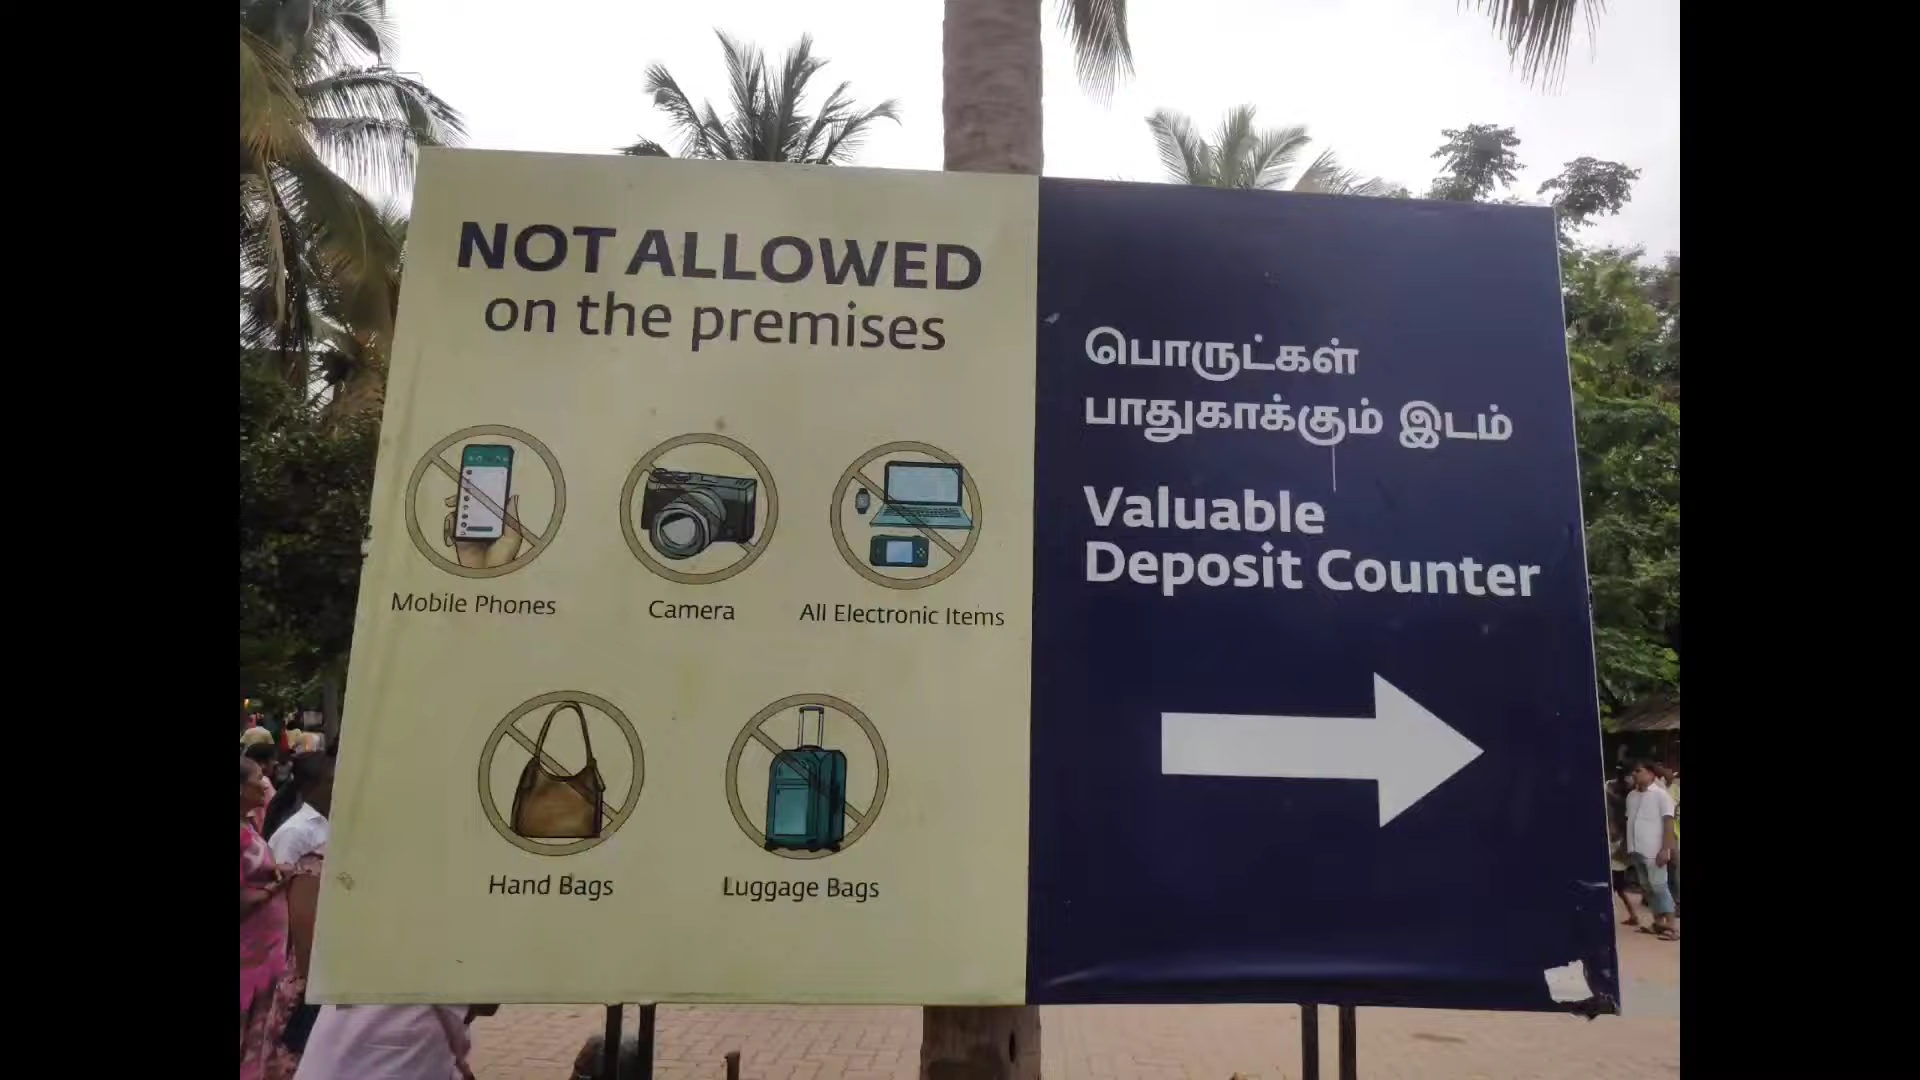 NOT ALLOWED
on the premises
Mobile Phones
Camera
All Electronic Items
Hand Bags
Luggage Bags
பொருட்கள்
பாதுகாக்கும் இடம்
Valuable
Deposit Counter